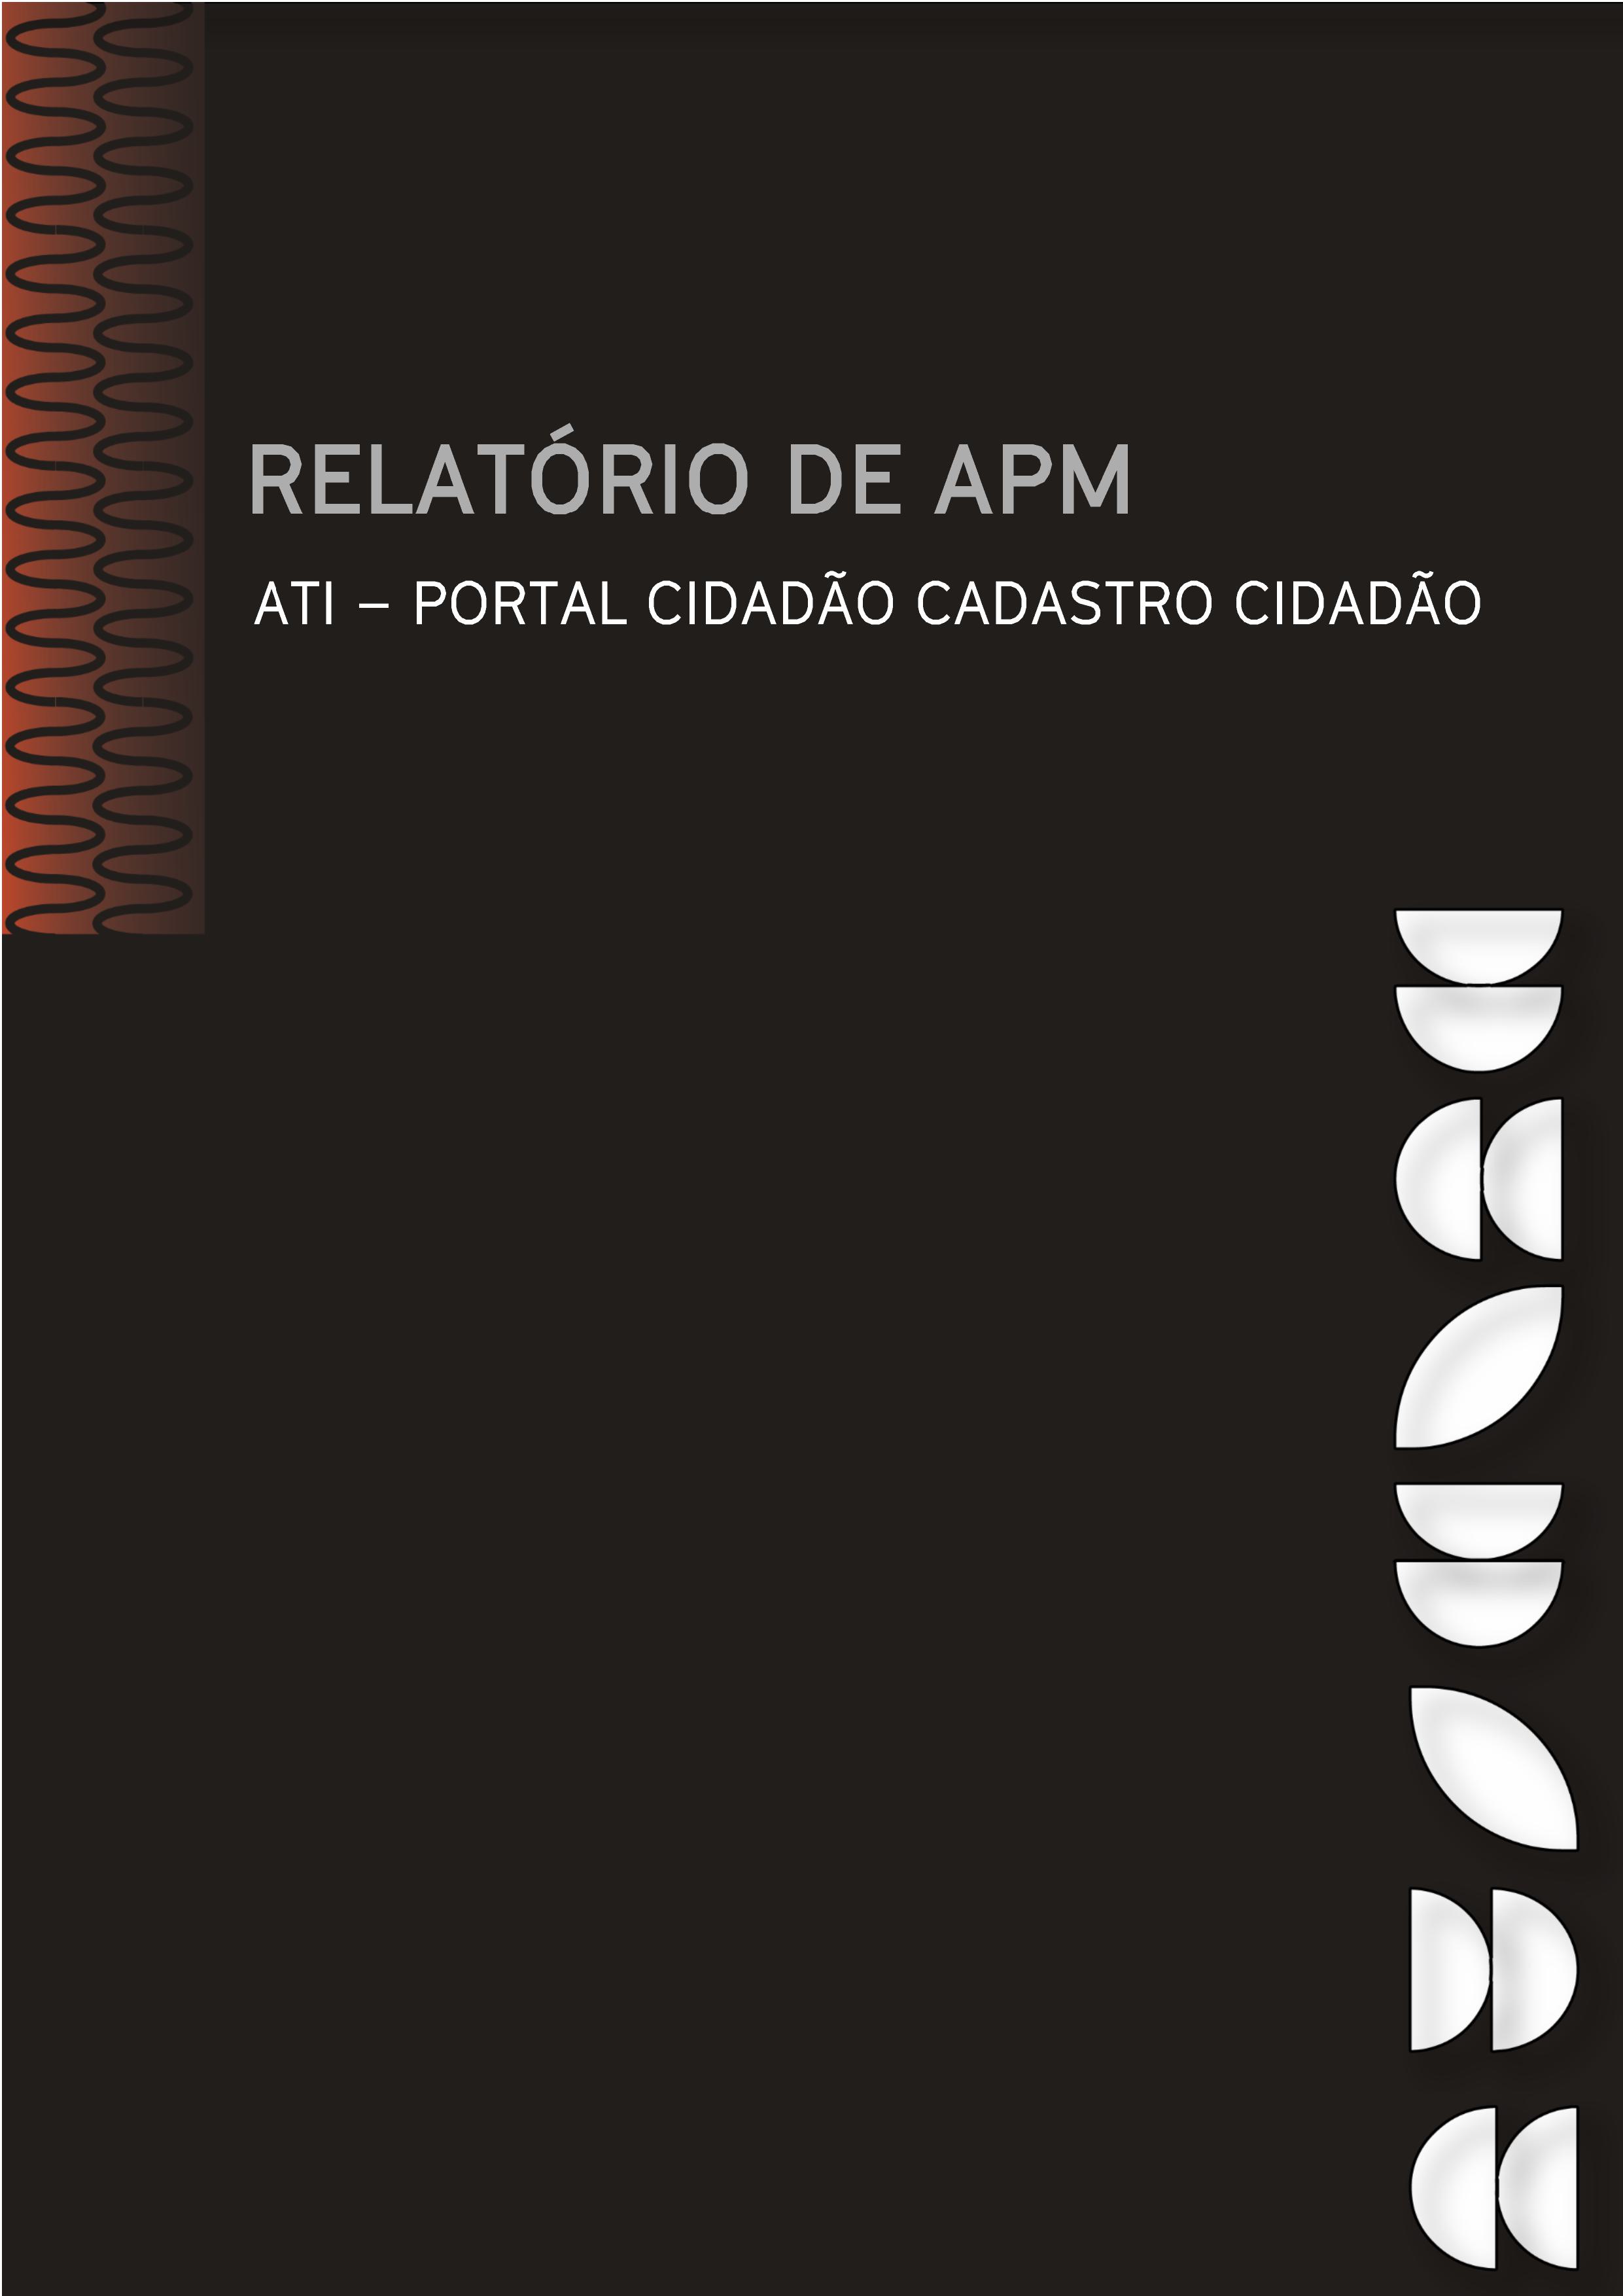 RELATÓRIO DE APM
ATI – PORTAL CIDADÃO CADASTRO CIDADÃO